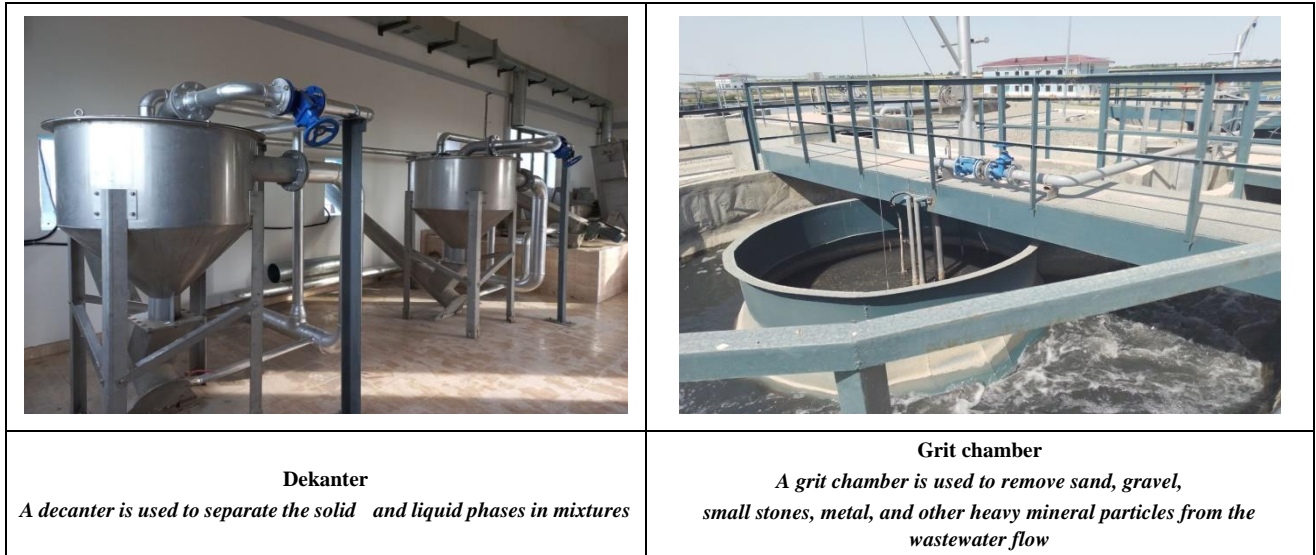 Dekanter
A decanter is used to separate the solid and liquid phases in mixtures
Grit chamber
A grit chamber is used to remove sand, gravel,
small stones, metal, and other heavy mineral particles from the
wastewater flow